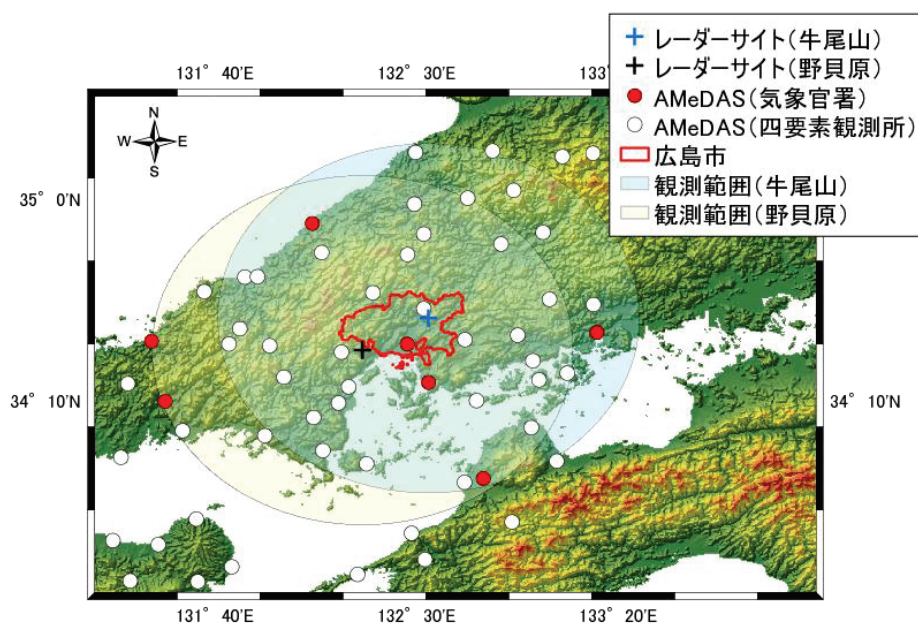 レーダーサイト(牛尾山)
レーダーサイト(野貝原)
AMeDAS(気象官署)
AMeDAS(四要素観測所)
広島市
観測範囲(牛尾山)
観測範囲(野貝原)
131° 40′
132° 30′
133°
N
W
E
S
35° 0′N
34° 10′N
34° 10′N
131° 40′E
132° 30′E
133° 20′E